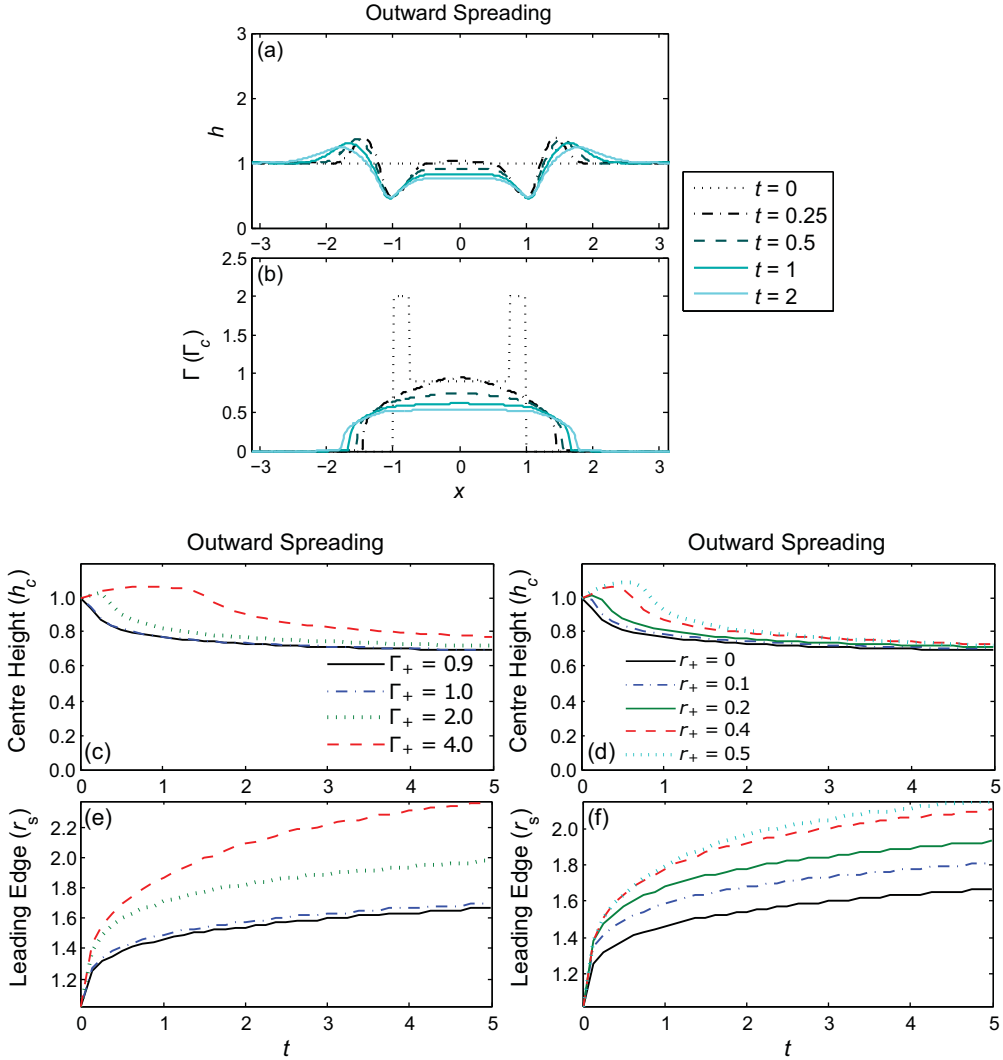 Outward Spreading
(a)
3
2
1
0
h
−3 −2 −1 0 1 2 3
t = 0
t = 0.25
t = 0.5
t = 1
t = 2
(b)
2.5
2
1.5
1
0.5
0
Γ (Γc)
−3 −2 −1 0 1 2 3
x
Outward Spreading
1.0
0.8
0.6
0.4
0.2
0.0
Centre Height (hc)
Γ+ = 0.9
Γ+ = 1.0
Γ+ = 2.0
Γ+ = 4.0
(c)
0 1 2 3 4 5
Outward Spreading
1.0
0.8
0.6
0.4
0.2
0.0
Centre Height (hc)
r+ = 0
r+ = 0.1
r+ = 0.2
r+ = 0.4
r+ = 0.5
(d)
0 1 2 3 4 5
(e)
2.2
2.0
1.8
1.6
1.4
1.2
Leading Edge (rs)
0 1 2 3 4 5
t
(f)
2.0
1.8
1.6
1.4
1.2
Leading Edge (rs)
0 1 2 3 4 5
t